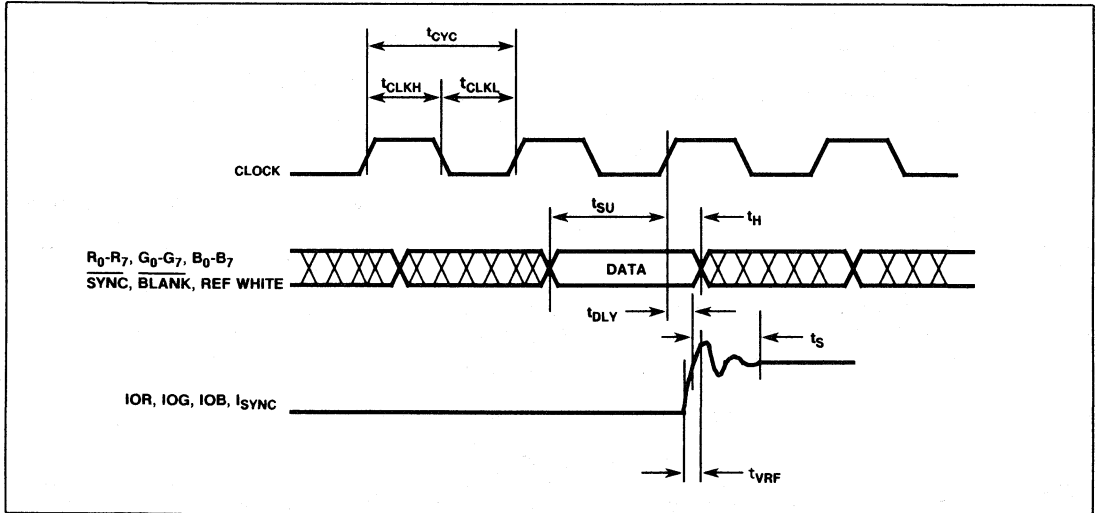 tCYC
tCLKH
tCLKL
CLOCK
tSU
tH
R0-R7, G0-G7, B0-B7
SYNC, BLANK, REF WHITE
DATA
tDLY
tS
IOR, IOG, IOB, ISYNC
tVRF